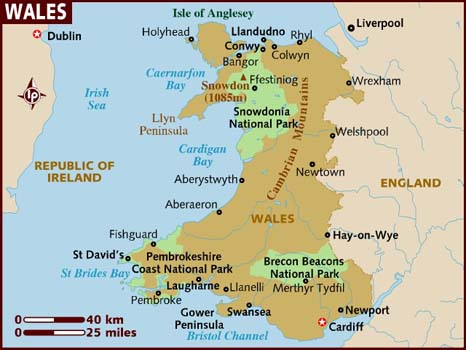 WALES
Isle of Anglesey
Dublin
Holyhead
Llandudno
Rhyl
Liverpool
Conwy
Colwyn
Bangor
Irish
Sea
Caernarfon
Bay
Ffestiniog
Snowdon
(1085m)
Wrexham
LP
Llyn
Peninsula
Snowdonia
National Park
Cambrian Mountains
Welshpool
Cardigan
Bay
REPUBLIC OF
IRELAND
Aberystwyth
Newtown
ENGLAND
Aberaeron
WALES
Fishguard
Hay-on-Wye
St David's
Pembrokeshire
Coast National Park
Brecon Beacons
National Park
St Brides Bay
Laugharne
Llanelli
Merthyr Tydfil
Pembroke
Gower
Peninsula
Swansea
Newport
Cardiff
Bristol Channel
0 40 km
0 25 miles